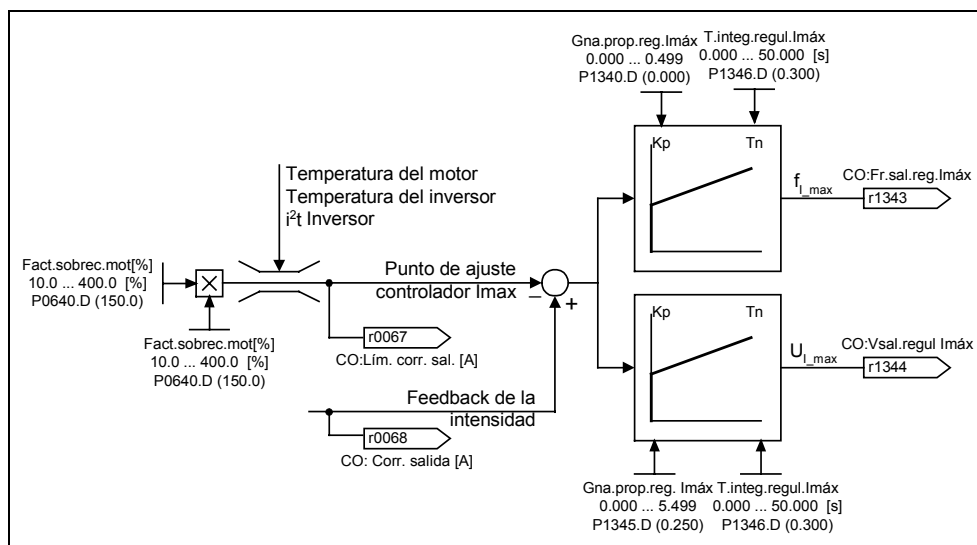 Gna.prop.reg.Imáx
0.000 ... 0.499
P1340.D (0.000)
T.integ.regul.Imáx
0.000 ... 50.000 [s]
P1346.D (0.300)
Kp
Tn
Temperatura del motor
Temperatura del inversor
i²t Inversor
f I_max
CO:Fr.sal.reg.Imáx
r1343
Fact.sobrec.mot[%]
10.0 ... 400.0 [%]
P0640.D (150.0)
×
Punto de ajuste
controlador Imax
–
+
Fact.sobrec.mot[%]
10.0 ... 400.0 [%]
P0640.D (150.0)
r0067
CO:Lím. corr. sal. [A]
Kp
Tn
U I_max
CO:Vsal.regul Imáx
r1344
Feedback de la
intensidad
r0068
CO: Corr. salida [A]
Gna.prop.reg. Imáx
0.000 ... 5.499
P1345.D (0.250)
T.integ.regul.Imáx
0.000 ... 50.000 [s]
P1346.D (0.300)